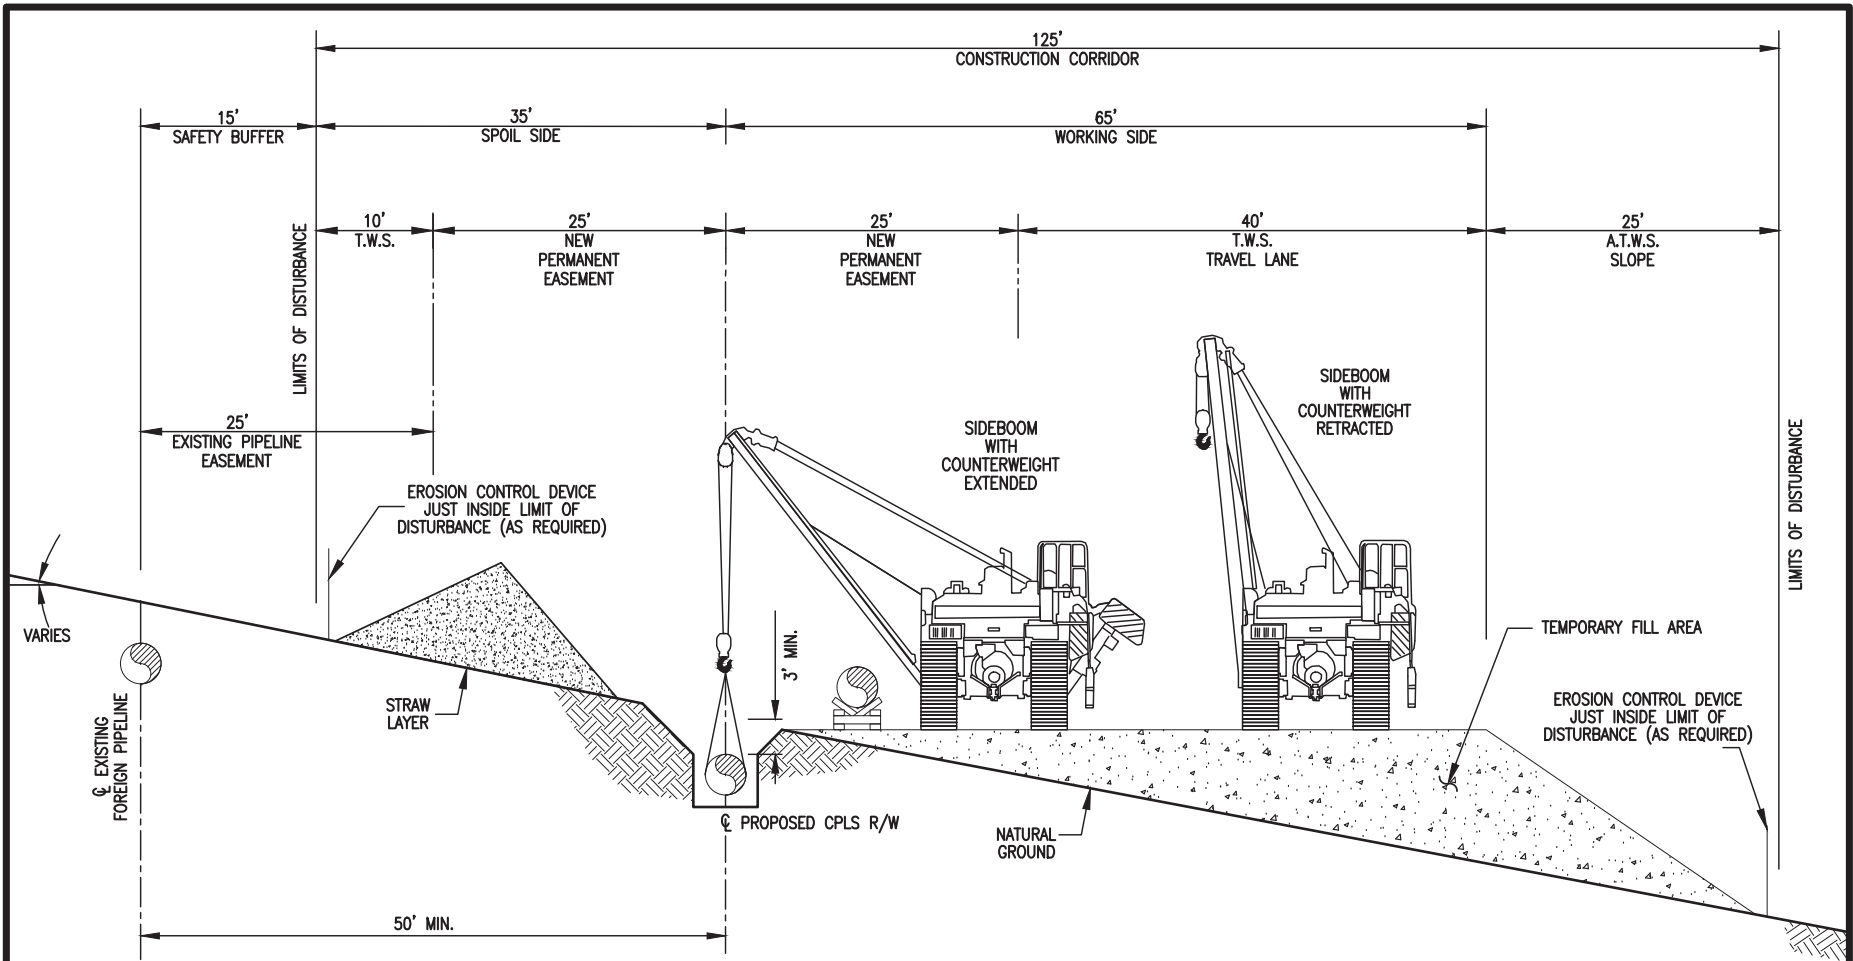 125'
CONSTRUCTION CORRIDOR
15'
SAFETY BUFFER
35'
SPOIL SIDE
65'
WORKING SIDE
LIMITS OF DISTURBANCE
10'
T.W.S.
25'
NEW
PERMANENT
EASEMENT
25'
NEW
PERMANENT
EASEMENT
40'
T.W.S.
TRAVEL LANE
25'
A.T.W.S.
SLOPE
25'
EXISTING PIPELINE
EASEMENT
SIDEBOOM
WITH
COUNTERWEIGHT
EXTENDED
SIDEBOOM
WITH
COUNTERWEIGHT
RETRACTED
LIMITS OF DISTURBANCE
EROSION CONTROL DEVICE
JUST INSIDE LIMIT OF
DISTURBANCE (AS REQUIRED)
VARIES
STRAW
LAYER
3' MIN.
TEMPORARY FILL AREA
EROSION CONTROL DEVICE
JUST INSIDE LIMIT OF
DISTURBANCE (AS REQUIRED)
℄ EXISTING
FOREIGN PIPELINE
℄ PROPOSED CPLS R/W
NATURAL
GROUND
50' MIN.